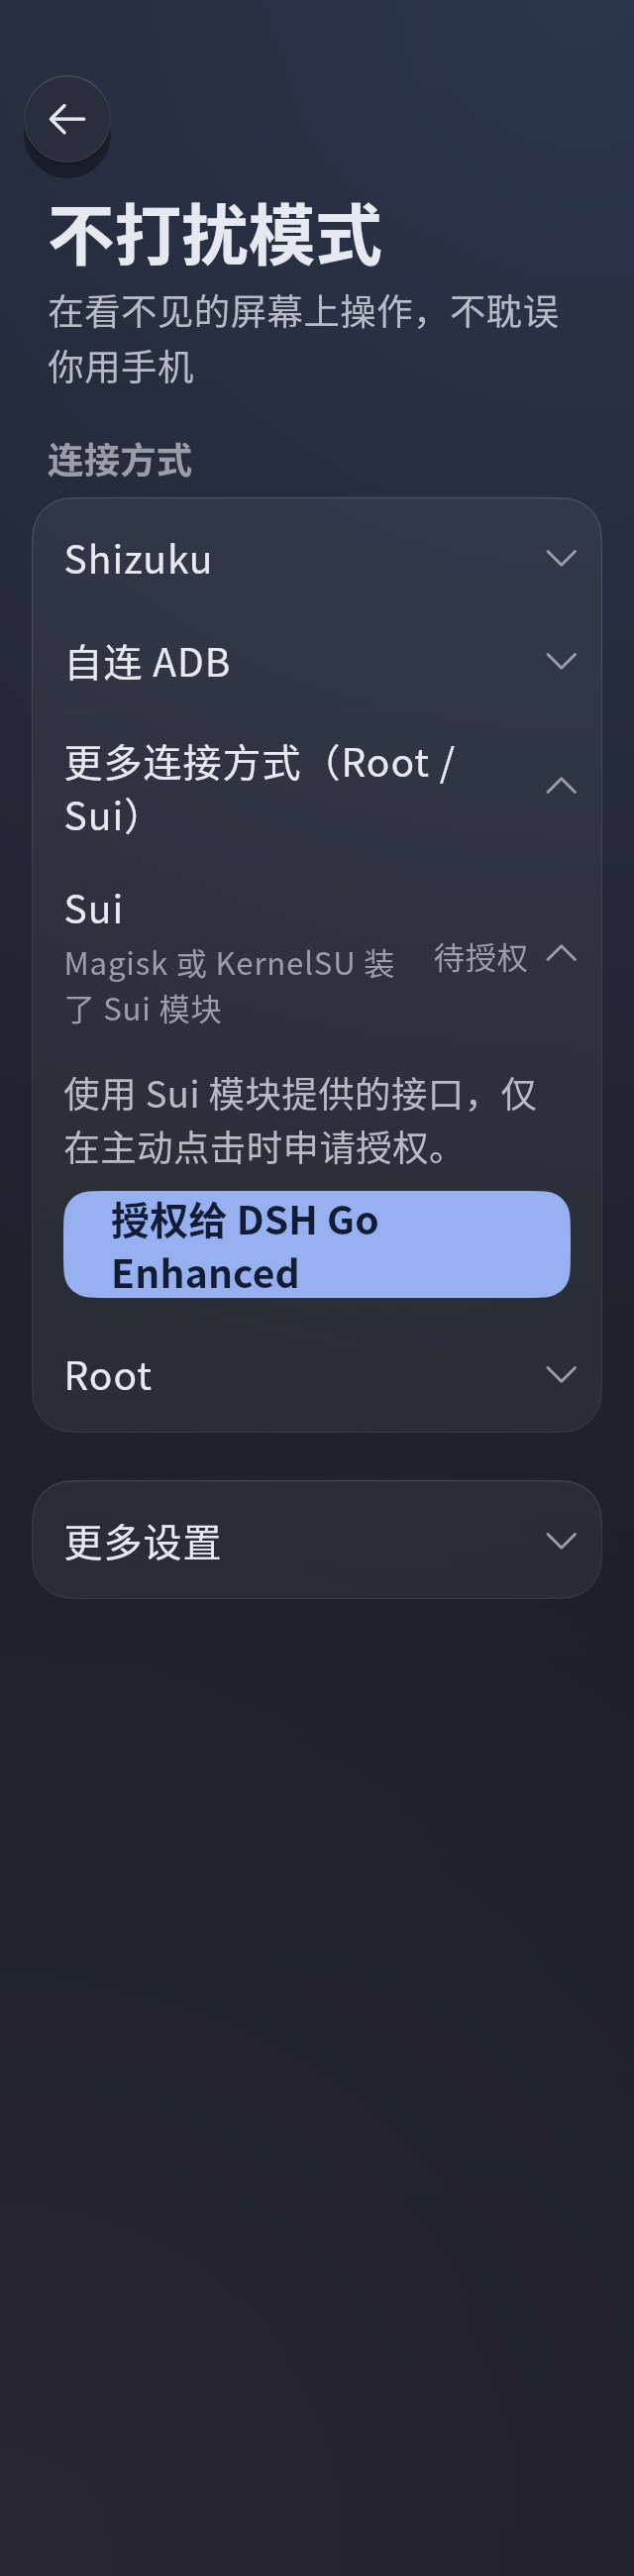 不打扰模式
在看不见的屏幕上操作，不耽误
你用手机
连接方式
Shizuku
自连 ADB
更多连接方式（Root /
Sui）
Sui
Magisk 或 KernelSU 装
了 Sui 模块
待授权
使用 Sui 模块提供的接口，仅
在主动点击时申请授权。
授权给 DSH Go
Enhanced
Root
更多设置